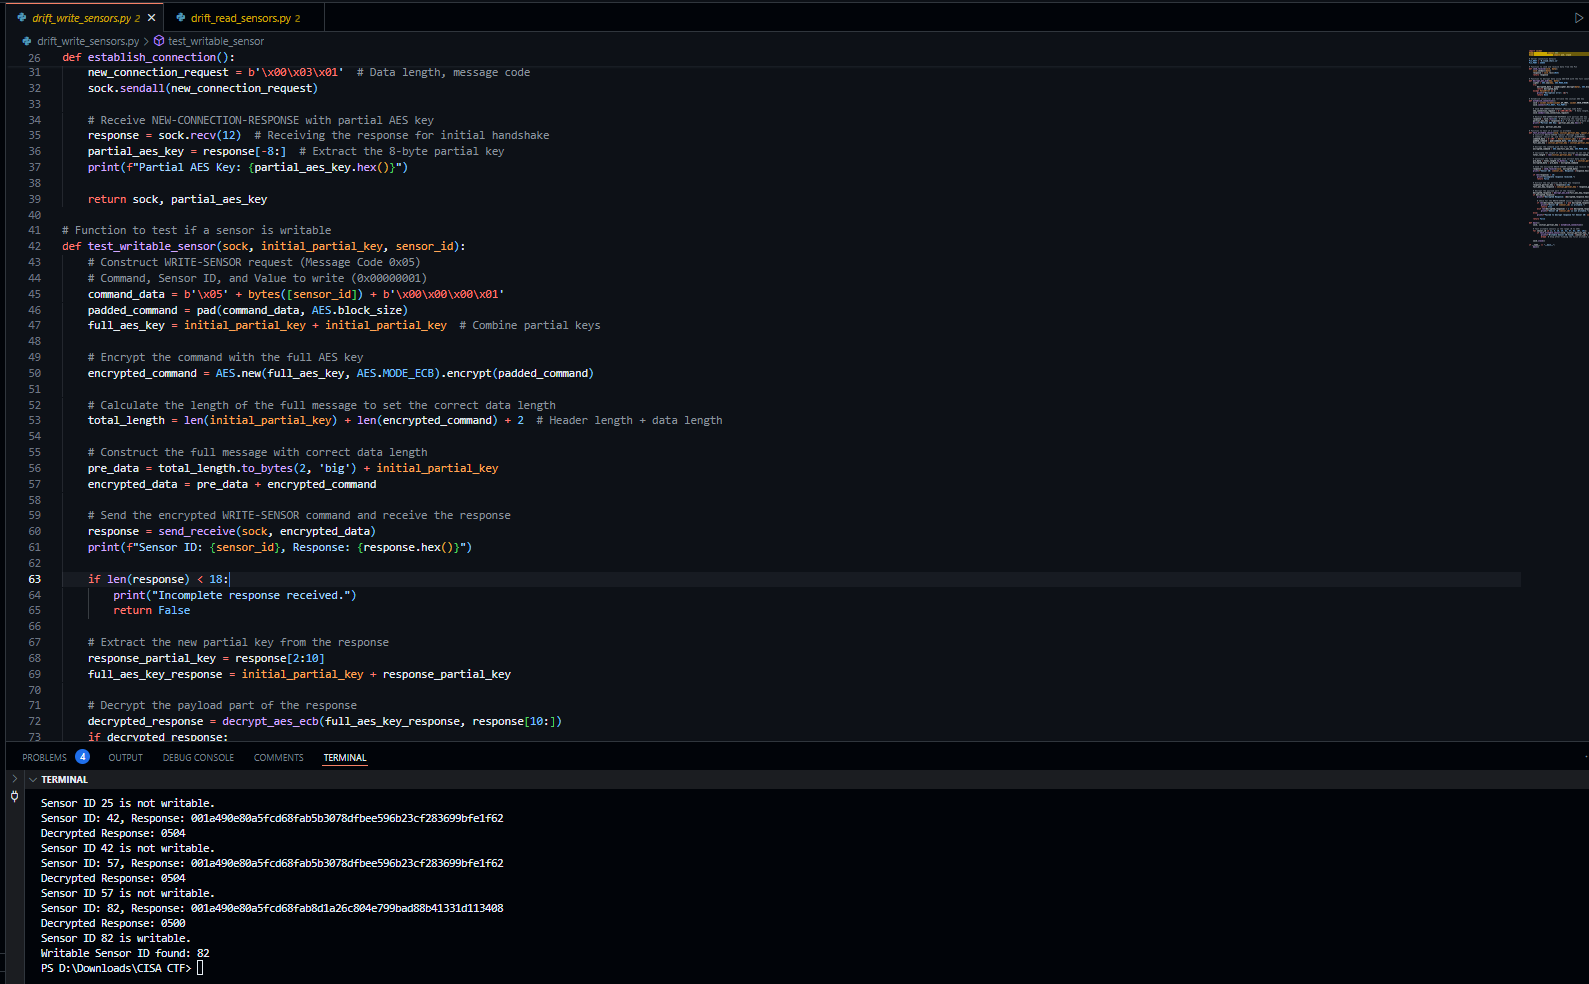 drift_write_sensors.py 2 ✕ drift_read_sensors.py 2
drift_write_sensors.py > test_writable_sensor
26 def establish_connection():
31 new_connection_request = b'\x00\x03\x01' # Data length, message code
32 sock.sendall(new_connection_request)
33
34 # Receive NEW-CONNECTION-RESPONSE with partial AES key
35 response = sock.recv(12) # Receiving the response for initial handshake
36 partial_aes_key = response[-8:] # Extract the 8-byte partial key
37 print(f"Partial AES Key: {partial_aes_key.hex()}")
38
39 return sock, partial_aes_key
40
41 # Function to test if a sensor is writable
42 def test_writable_sensor(sock, initial_partial_key, sensor_id):
43 # Construct WRITE-SENSOR request (Message Code 0x05)
44 # Command, Sensor ID, and Value to write (0x00000001)
45 command_data = b'\x05' + bytes([sensor_id]) + b'\x00\x00\x00\x01'
46 padded_command = pad(command_data, AES.block_size)
47 full_aes_key = initial_partial_key + initial_partial_key # Combine partial keys
48
49 # Encrypt the command with the full AES key
50 encrypted_command = AES.new(full_aes_key, AES.MODE_ECB).encrypt(padded_command)
51
52 # Calculate the length of the full message to set the correct data length
53 total_length = len(initial_partial_key) + len(encrypted_command) + 2 # Header length + data length
54
55 # Construct the full message with correct data length
56 pre_data = total_length.to_bytes(2, 'big') + initial_partial_key
57 encrypted_data = pre_data + encrypted_command
58
59 # Send the encrypted WRITE-SENSOR command and receive the response
60 response = send_receive(sock, encrypted_data)
61 print(f"Sensor ID: {sensor_id}, Response: {response.hex()}")
62
63 if len(response) < 18:
64 print("Incomplete response received.")
65 return False
66
67 # Extract the new partial key from the response
68 response_partial_key = response[2:10]
69 full_aes_key_response = initial_partial_key + response_partial_key
70
71 # Decrypt the payload part of the response
72 decrypted_response = decrypt_aes_ecb(full_aes_key_response, response[10:])
73 if decrypted_response:
PROBLEMS 4 OUTPUT DEBUG CONSOLE COMMENTS TERMINAL
TERMINAL
Sensor ID 25 is not writable.
Sensor ID: 42, Response: 001a490e80a5fcd68fab5b3078dfbee596b23cf283699bfe1f62
Decrypted Response: 0504
Sensor ID 42 is not writable.
Sensor ID: 57, Response: 001a490e80a5fcd68fab5b3078dfbee596b23cf283699bfe1f62
Decrypted Response: 0504
Sensor ID 57 is not writable.
Sensor ID: 82, Response: 001a490e80a5fcd68fab8d1a26c804e799bad88b41331d113408
Decrypted Response: 0500
Sensor ID 82 is writable.
Writable Sensor ID found: 82
PS D:\Downloads\CISA CTF>